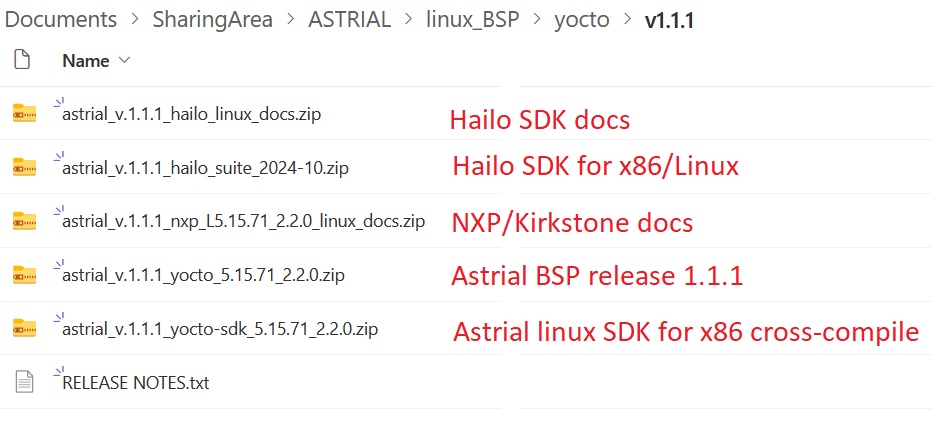 Documents > SharingArea > ASTRIAL > linux_BSP > yocto > v1.1.1
Name
astrial_v.1.1.1_hailo_linux_docs.zip Hailo SDK docs
astrial_v.1.1.1_hailo_suite_2024-10.zip Hailo SDK for x86/Linux
astrial_v.1.1.1_nxp_L5.15.71_2.2.0_linux_docs.zip NXP/Kirkstone docs
astrial_v.1.1.1_yocto_5.15.71_2.2.0.zip Astrial BSP release 1.1.1
astrial_v.1.1.1_yocto-sdk_5.15.71_2.2.0.zip Astrial linux SDK for x86 cross-compile
RELEASE NOTES.txt